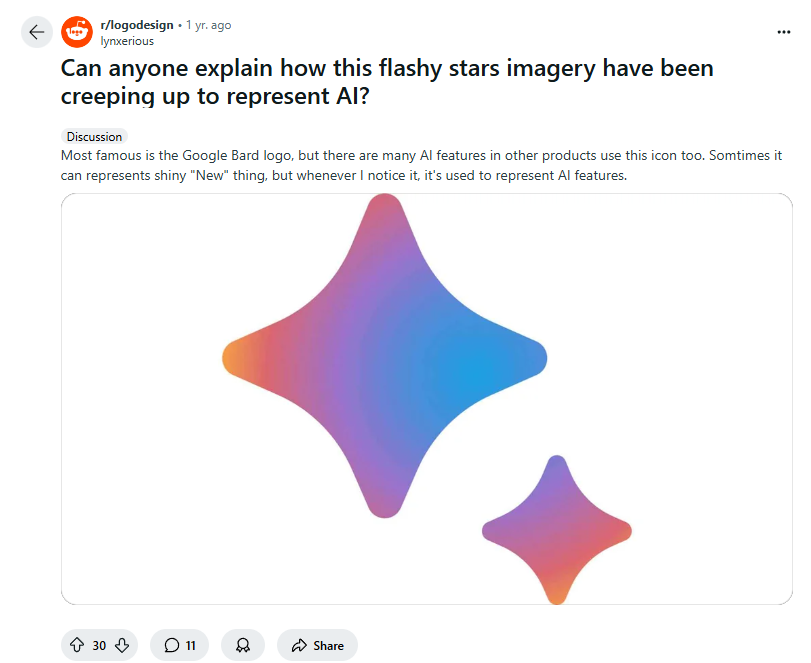 r/logodesign • 1 yr. ago
lynxerious
Can anyone explain how this flashy stars imagery have been
creeping up to represent AI?
Discussion
Most famous is the Google Bard logo, but there are many AI features in other products use this icon too. Somtimes it
can represents shiny "New" thing, but whenever I notice it, it's used to represent AI features.
30
11
Share